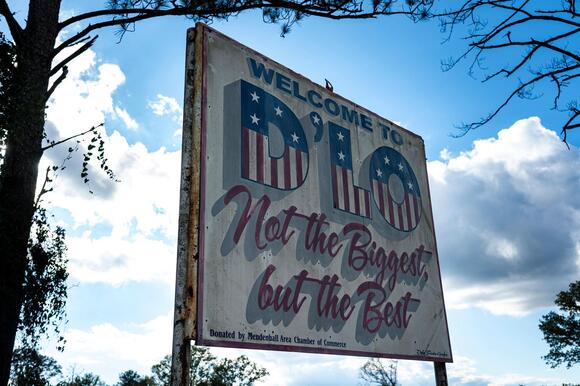 WELCOME TO
D'LO
Not the Biggest,
but the Best
Donated by Mendenhall Area Chamber of Commerce